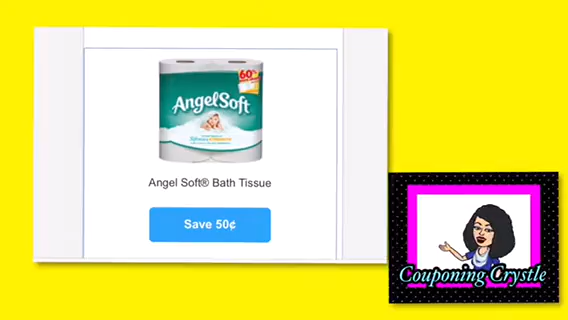 60%
AngelSoft
Angel Soft® Bath Tissue
Save 50¢
Couponing Crystle